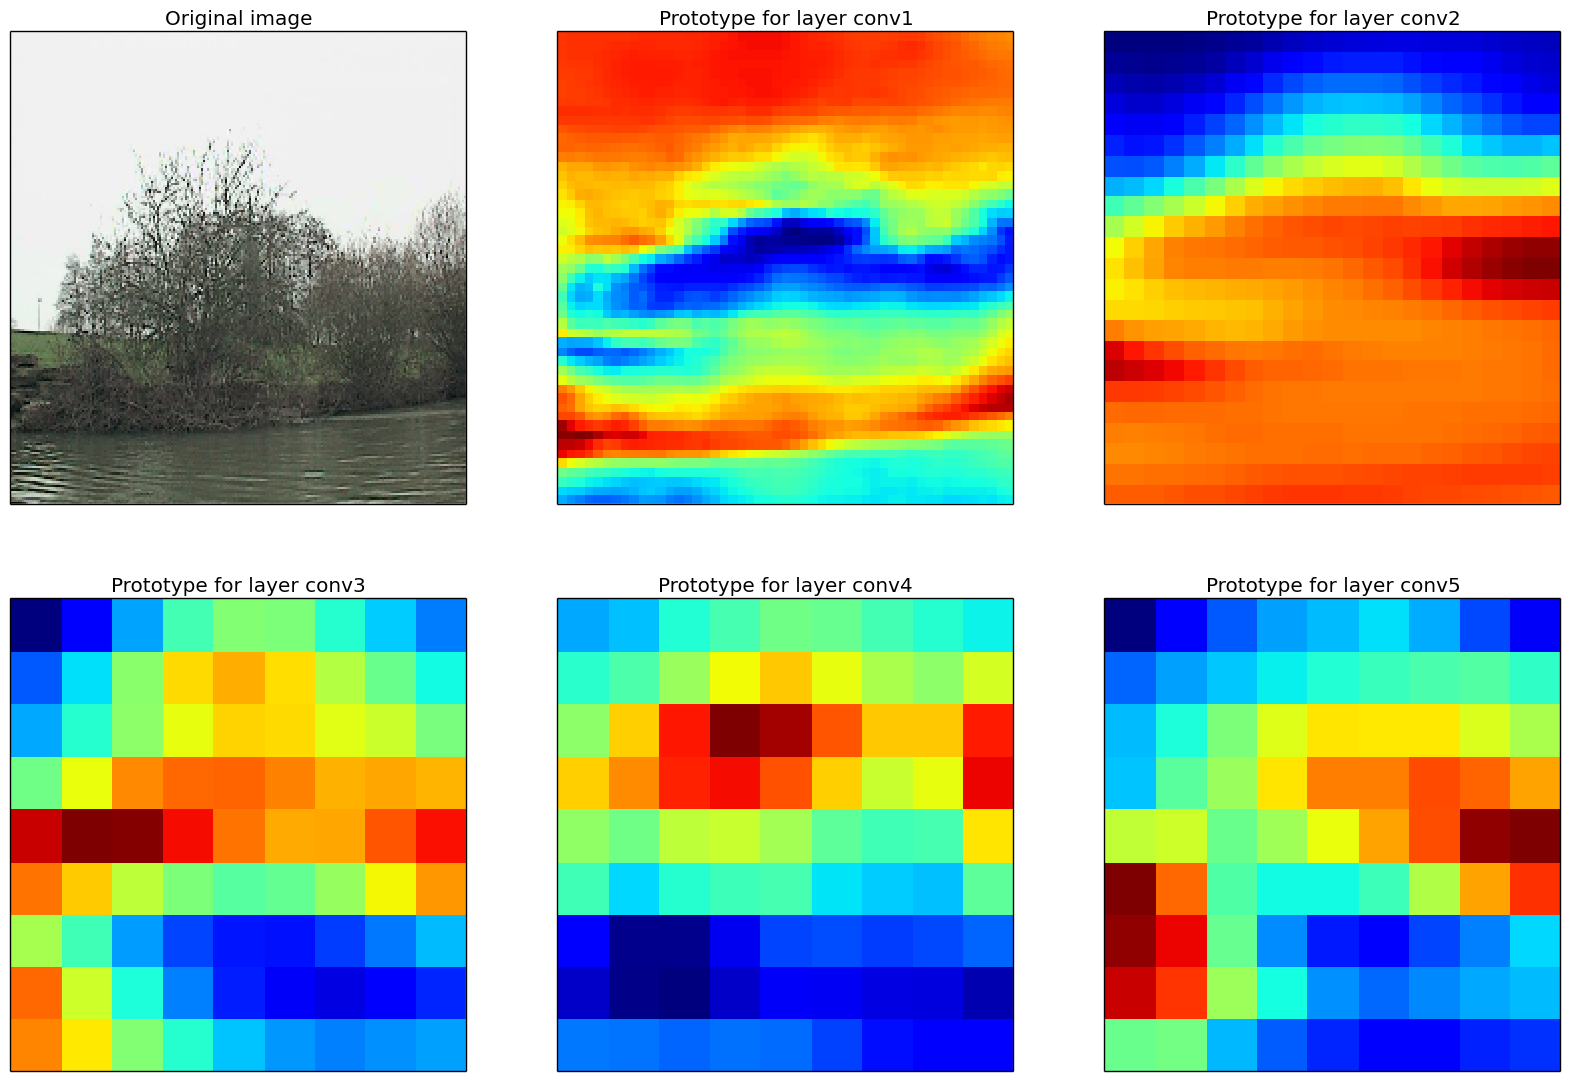 Original image
Prototype for layer conv1
Prototype for layer conv2
Prototype for layer conv3
Prototype for layer conv4
Prototype for layer conv5